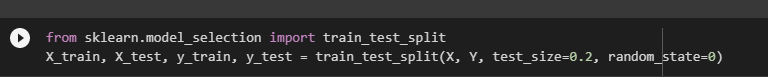 from sklearn.model_selection import train_test_split
X_train, X_test, y_train, y_test = train_test_split(X, Y, test_size=0.2, random_state=0)